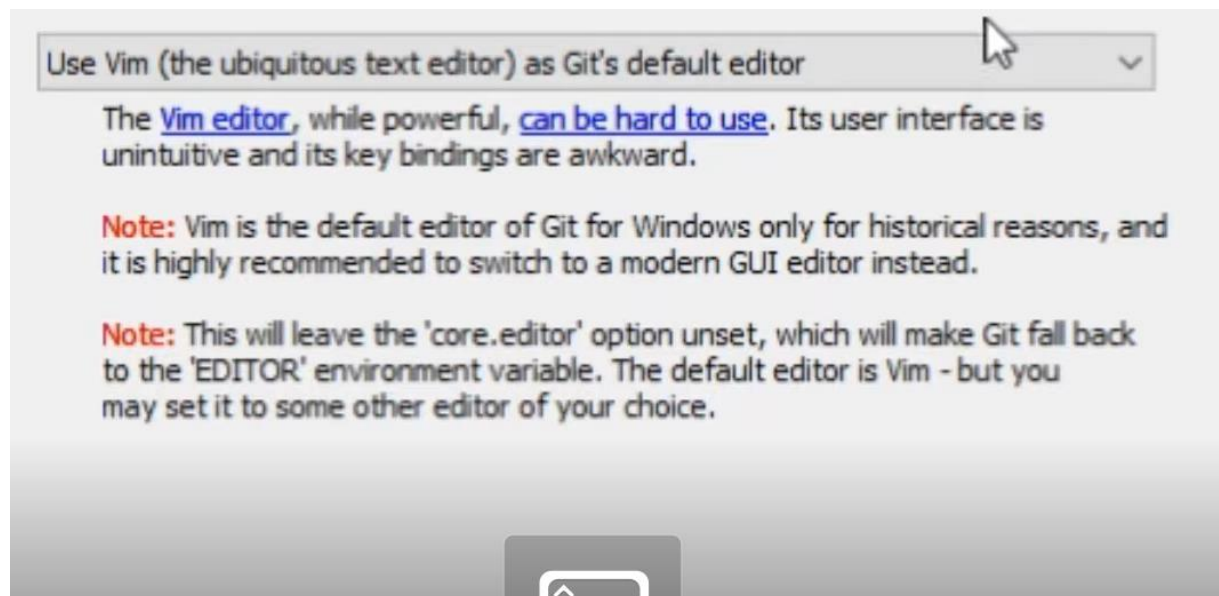 Use Vim (the ubiquitous text editor) as Git's default editor
The Vim editor, while powerful, can be hard to use. Its user interface is
unintuitive and its key bindings are awkward.
Note: Vim is the default editor of Git for Windows only for historical reasons, and
it is highly recommended to switch to a modern GUI editor instead.
Note: This will leave the 'core.editor' option unset, which will make Git fall back
to the 'EDITOR' environment variable. The default editor is Vim - but you
may set it to some other editor of your choice.